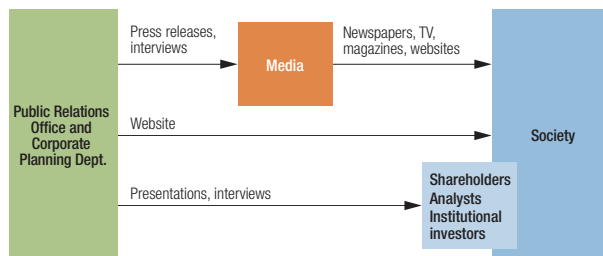 Press releases,
interviews
Newspapers, TV,
magazines, websites
Media
Public Relations
Office and
Corporate
Planning Dept.
Website
Society
Presentations, interviews
Shareholders
Analysts
Institutional
investors